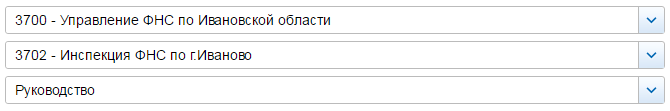 3700 - Управление ФНС по Ивановской области
3702 - Инспекция ФНС по г.Иваново
Руководство